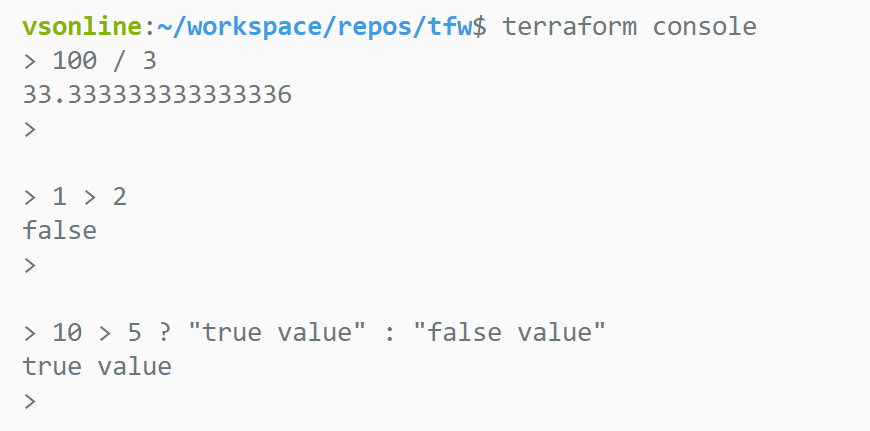 vsonline:~/workspace/repos/tfw$ terraform console
> 100 / 3
33.333333333333336
>
> 1 > 2
false
>
> 10 > 5 ? "true value" : "false value"
true value
>